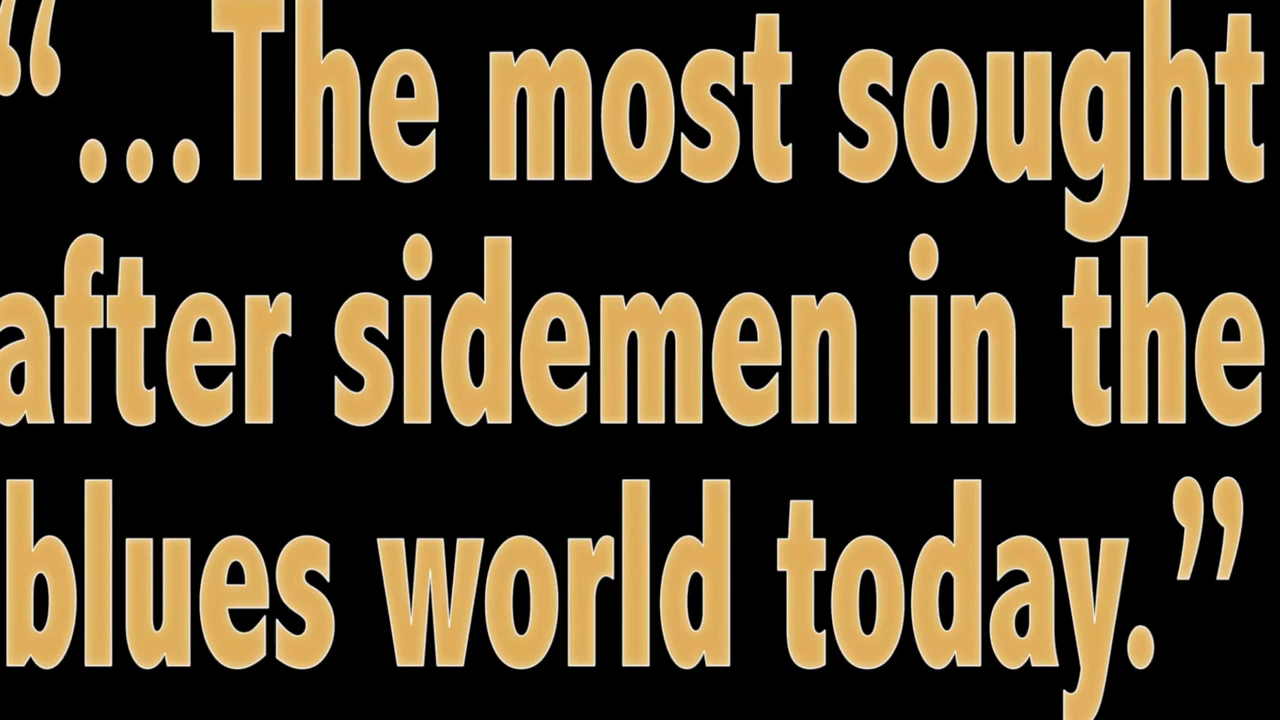 “...The most sought
after sidemen in the
blues world today.”